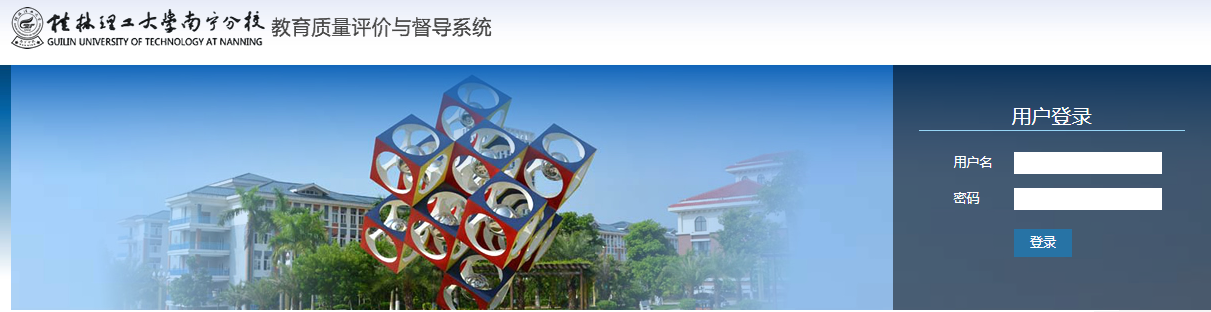 桂林理工大学南宁分校 教育质量评价与督导系统
GUILIN UNIVERSITY OF TECHNOLOGY AT NANNING
用户登录
用户名
密码
登录